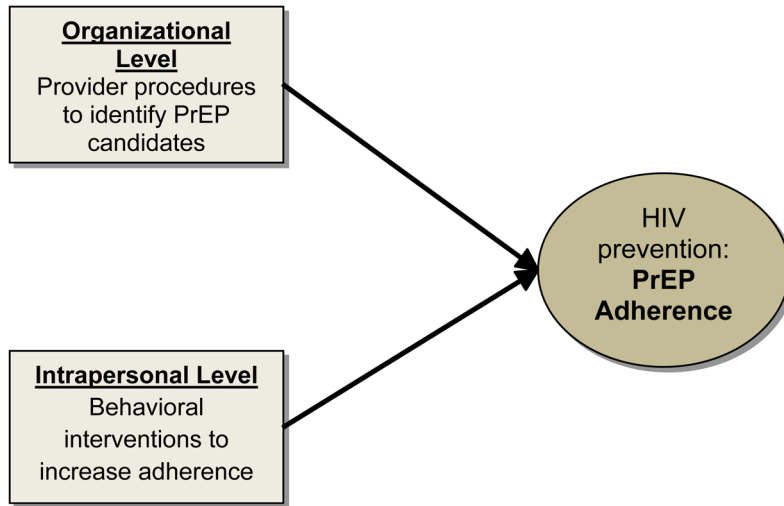 Organizational
Level
Provider procedures
to identify PrEP
candidates
HIV
prevention:
PrEP
Adherence
Intrapersonal Level
Behavioral
interventions to
increase adherence